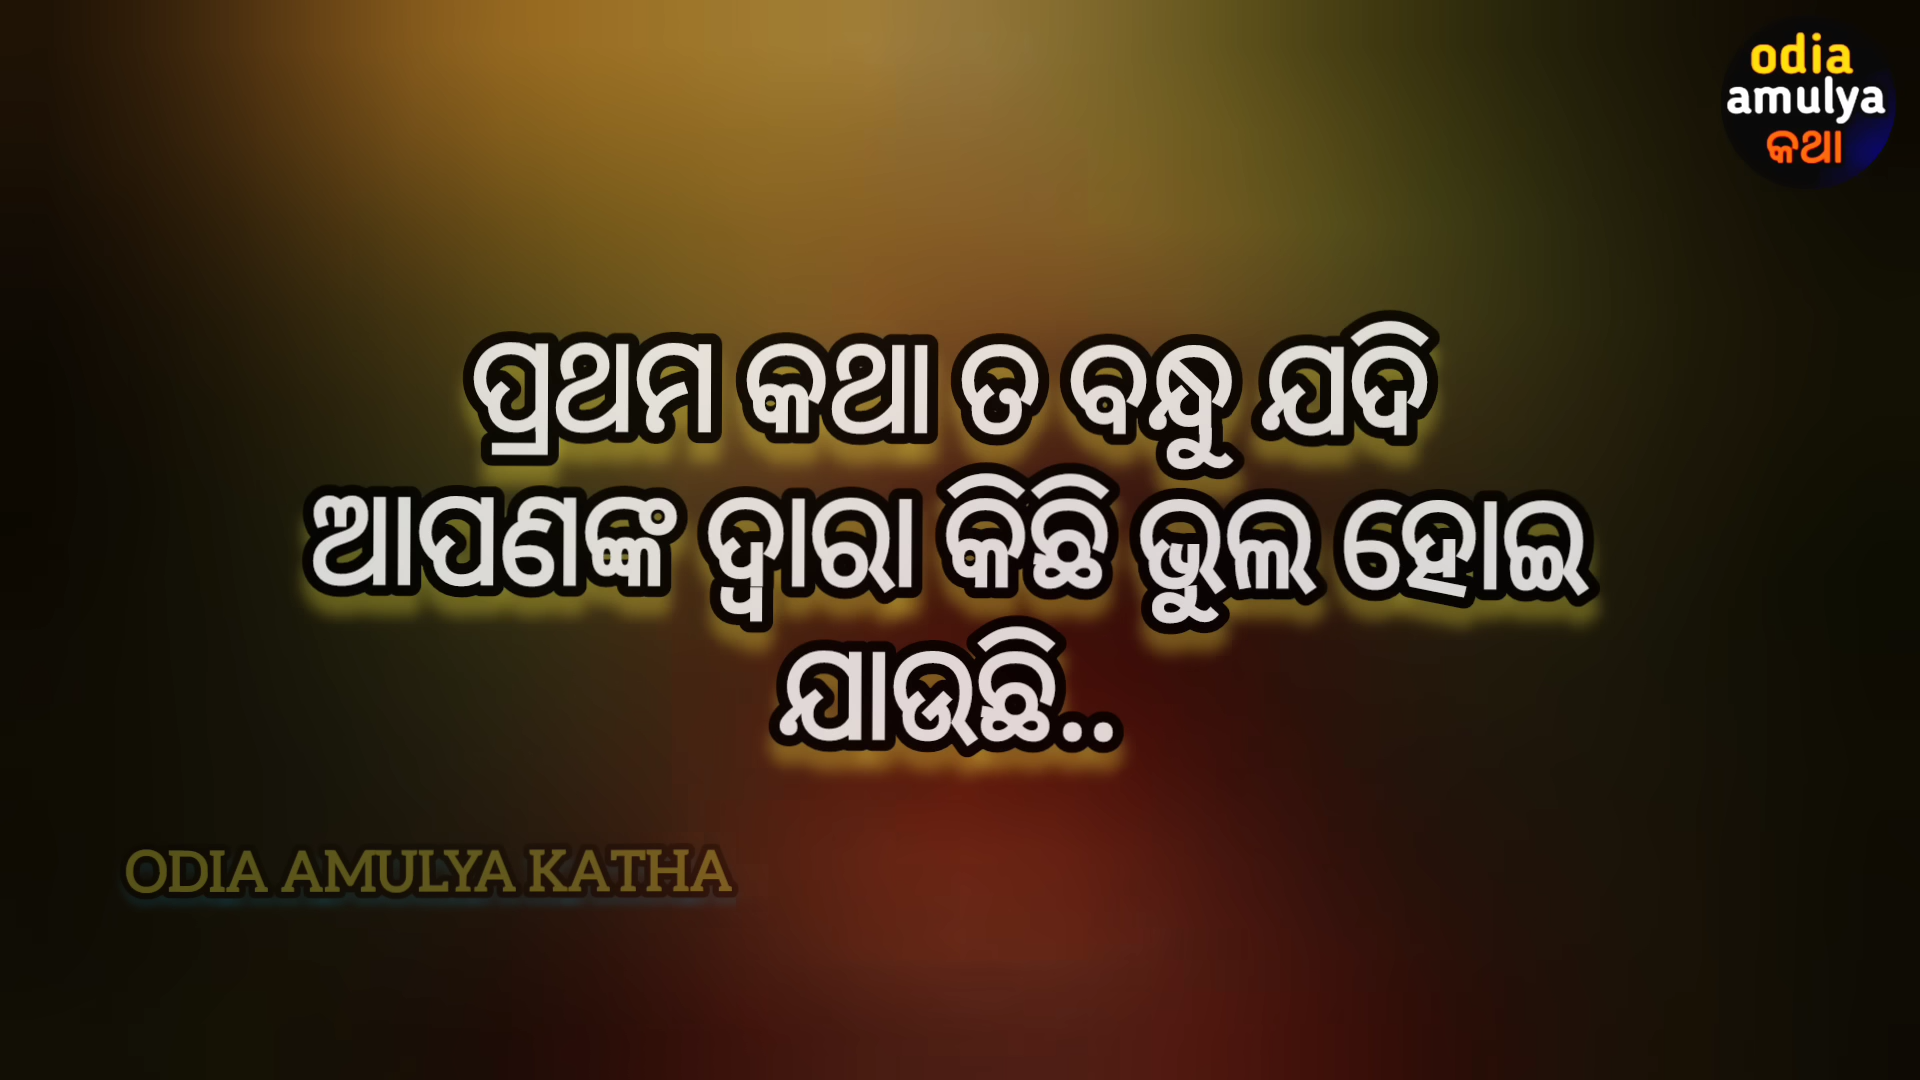 odia
amulya
କଥା
ପ୍ରଥମ କଥା ତ ବନ୍ଧୁ ଯଦି
ଆପଣଙ୍କ ଦ୍ୱାରା କିଛି ଭୁଲ ହୋଇ
ଯାଉଛି..
ODIA AMULYA KATHA